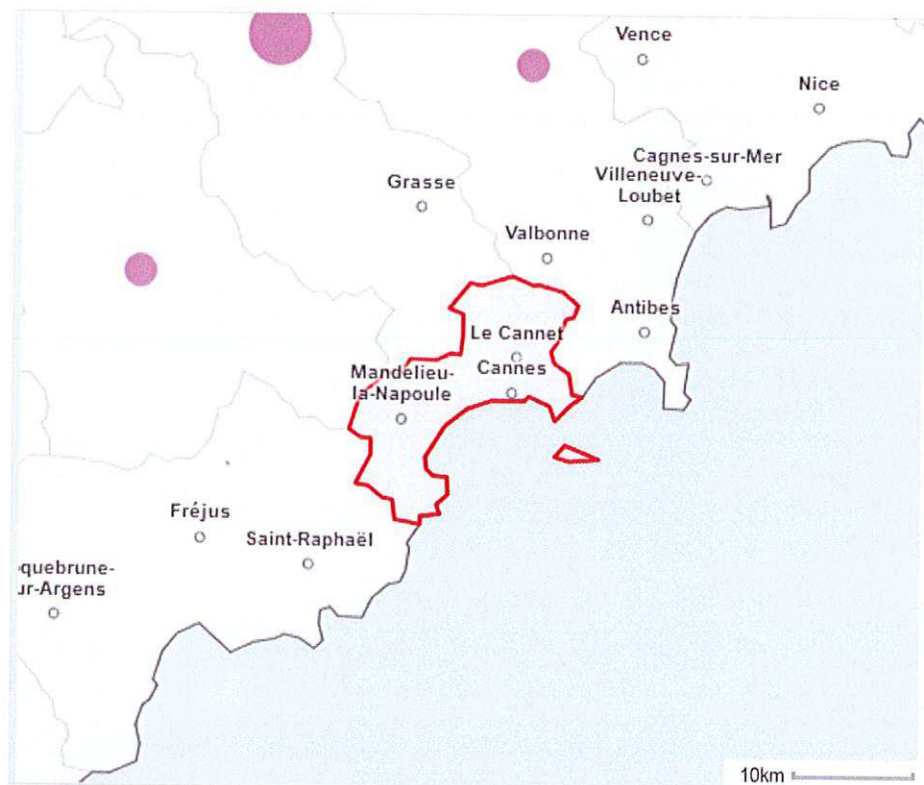 Vence
Nice
Cagnes-sur-Mer
Villeneuve-
Loubet
Grasse
Valbonne
Antibes
Le Cannet
Mandelieu-
la-Napoule
Cannes
Fréjus
Saint-Raphaël
quebrune-
ur-Argens
10km